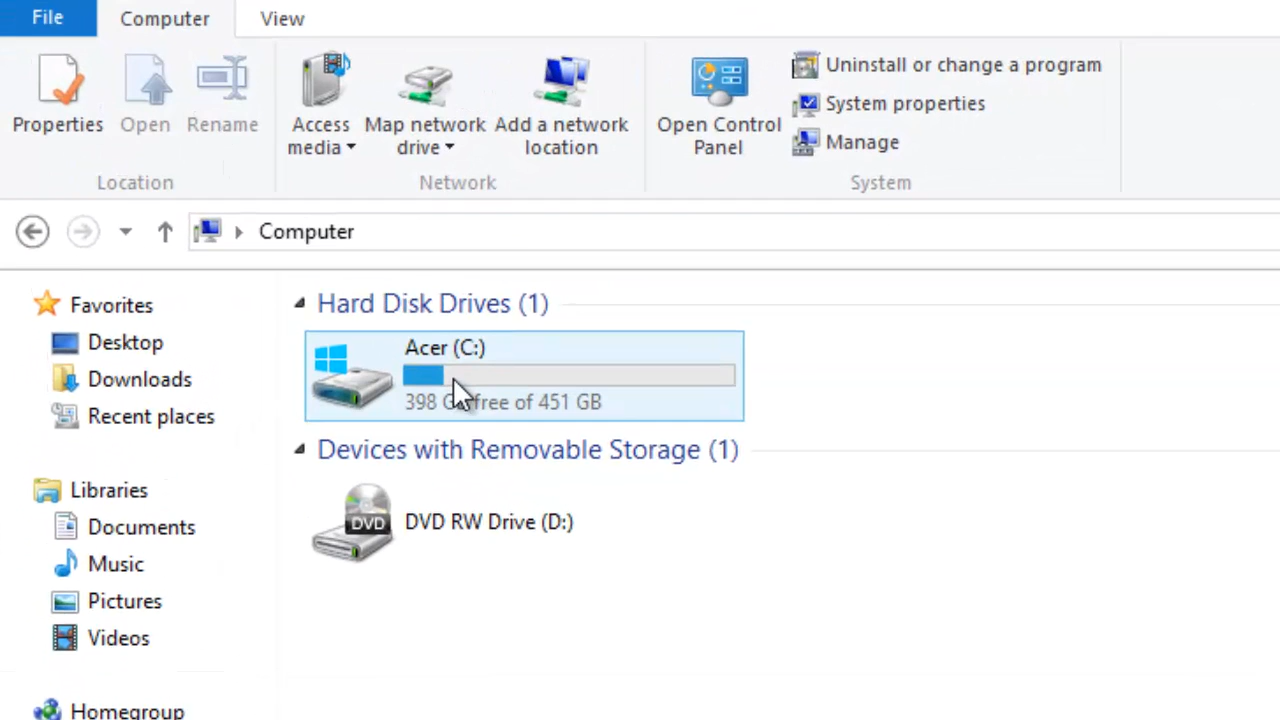 File Computer View
Properties Open Rename Access media Map network drive Add a network location Open Control Panel
Uninstall or change a program
System properties
Manage
Location Network System
Computer
Favorites
Desktop
Downloads
Recent places
Libraries
Documents
Music
Pictures
Videos
Homegroup
Hard Disk Drives (1)
Acer (C:)
398 free of 451 GB
Devices with Removable Storage (1)
DVD
DVD RW Drive (D:)